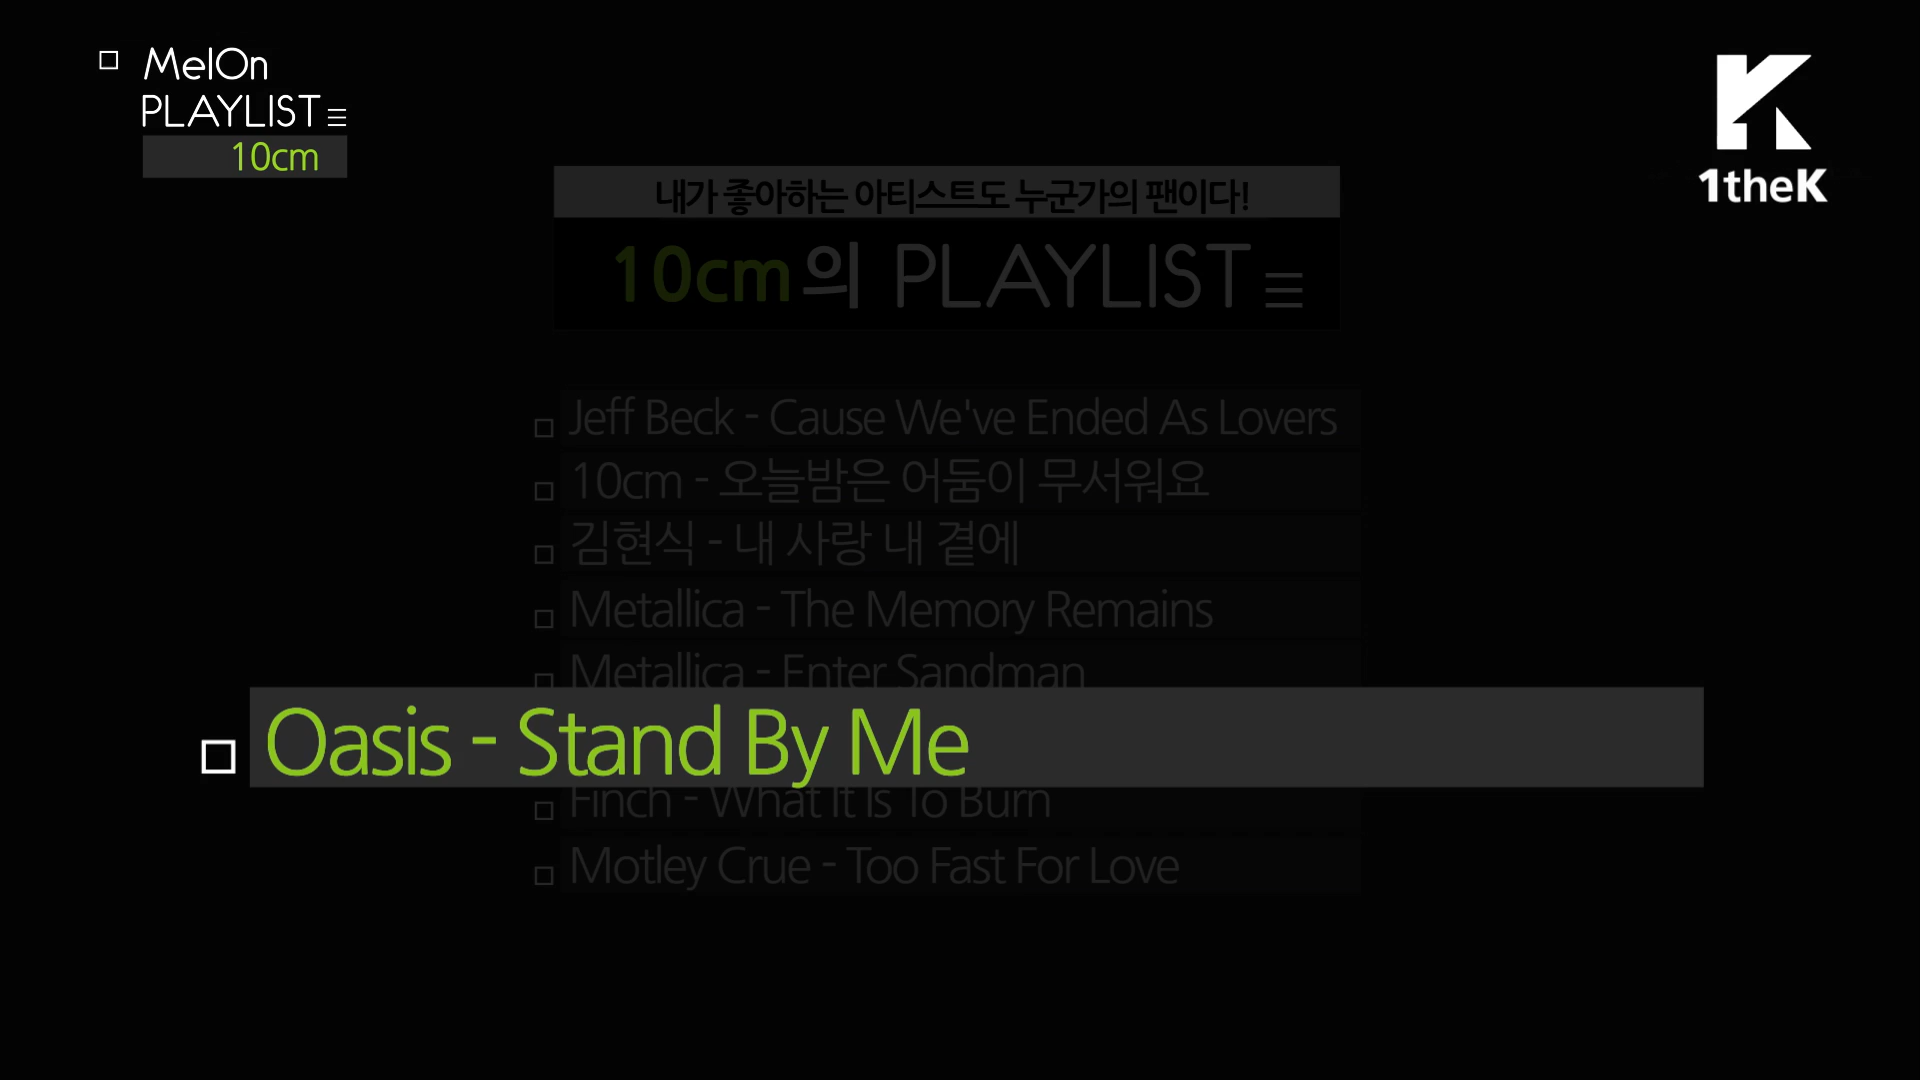 MelOn
PLAYLIST
10cm
1theK
내가 좋아하는 아티스트도 누군가의 팬이다!
10cm의 PLAYLIST
Jeff Beck - Cause We've Ended As Lovers
10cm - 오늘밤은 어둠이 무서워요
김현식 - 내 사랑 내 곁에
Metallica - The Memory Remains
Metallica - Enter Sandman
Oasis - Stand By Me
Finch - What It Is To Burn
Motley Crue - Too Fast For Love